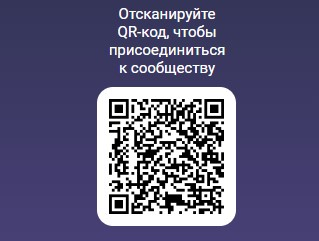 Отсканируйте
QR-код, чтобы
присоединиться
к сообществу